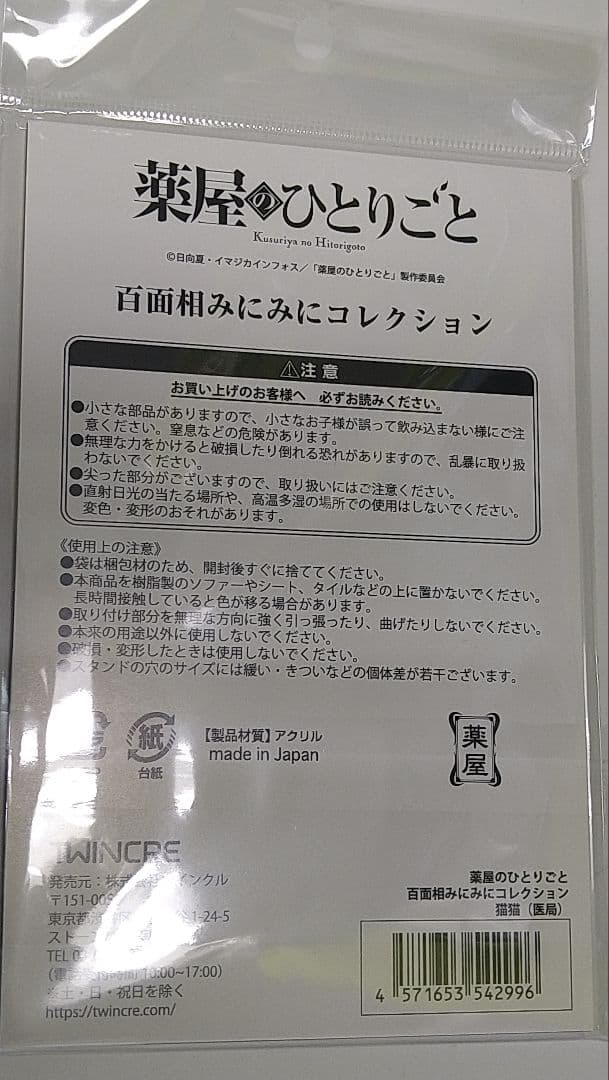 薬屋のひとりごと
Kusuriya no Hitorigoto
©日向夏・イマジカインフォス/「薬屋のひとりごと」製作委員会
百面相みにみにコレクション
⚠注意
お買い上げのお客様へ 必ずお読みください。
●小さな部品がありますので、小さなお子様が誤って飲み込まない様にご注
意ください。窒息などの危険があります。
●無理な力をかけると破損したり倒れる恐れがありますので、乱暴に取り扱
わないでください。
●尖った部分がございますので、取り扱いにはご注意ください。
●直射日光の当たる場所や、高温多湿の場所での使用はしないでください。
変色・変形のおそれがあります。
《使用上の注意》
●袋は梱包材のため、開封後すぐに捨ててください。
●本商品を樹脂製のソファーやシート、タイルなどの上に置かないでください。
長時間接触していると色が移る場合があります。
●取り付け部分を無理な方向に強く引っ張ったり、曲げたりしないでください。
●本来の用途以外に使用しないでください。
●破損・変形したときは使用しないでください。
●スタンドの穴のサイズには緩い・きついなどの個体差が若干ございます。
紙
台紙
【製品材質】アクリル
made in Japan
薬屋
TWINCRE
発売元:株式会社 インクル
〒151-005
東京都 1-24-5
ストー
TEL 03
(電 時間 10:00~17:00)
※土・日・祝日を除く
https://twincre.com/
薬屋のひとりごと
百面相みにみにコレクション
猫猫(医局)
4 571653 542996